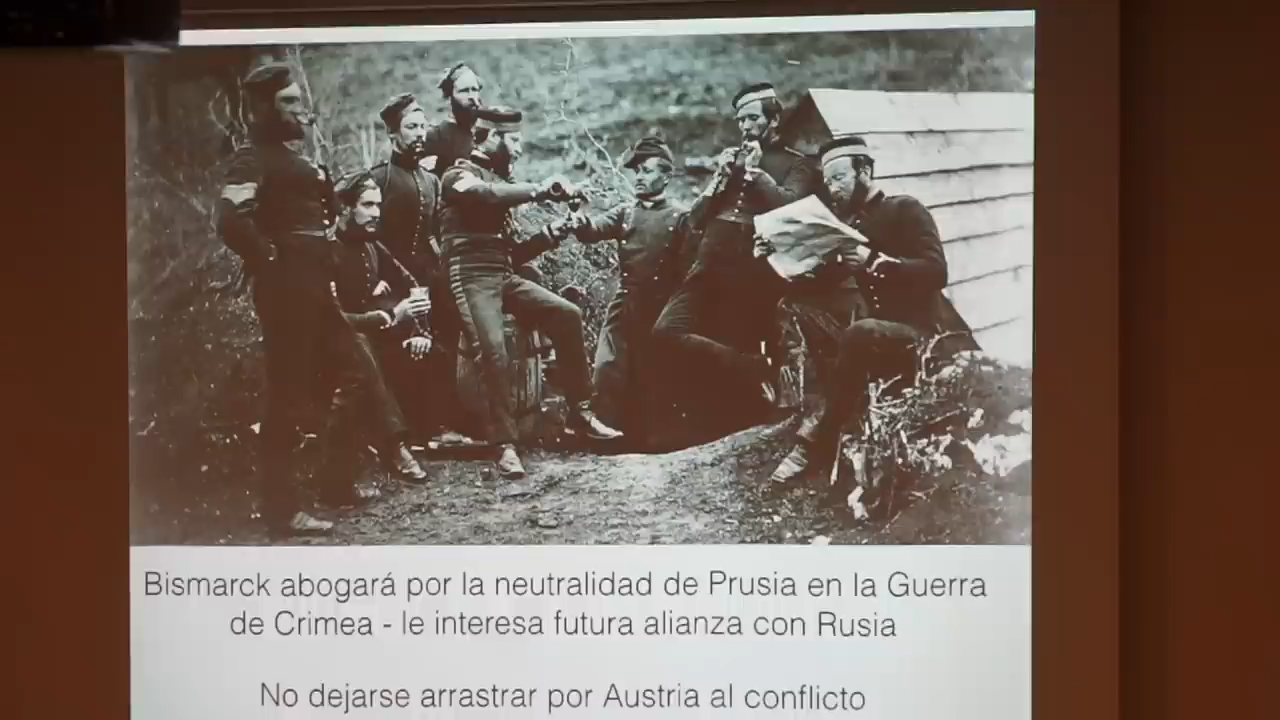 Bismarck abogará por la neutralidad de Prusia en la Guerra
de Crimea - le interesa futura alianza con Rusia
No dejarse arrastrar por Austria al conflicto